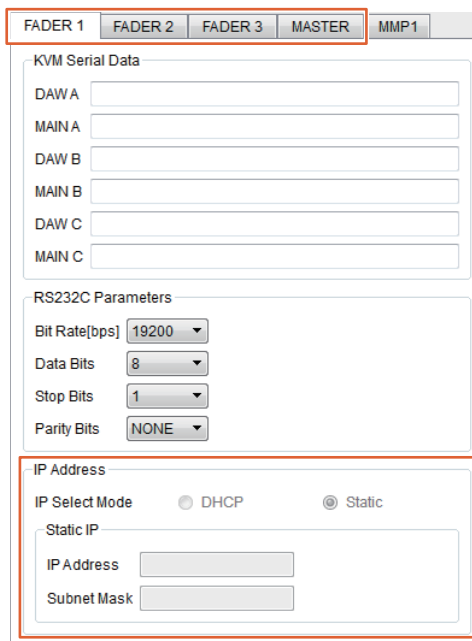 FADER 1 FADER 2 FADER 3 MASTER MMP1
KVM Serial Data
DAW A
MAIN A
DAW B
MAIN B
DAW C
MAIN C
RS232C Parameters
Bit Rate[bps] 19200
Data Bits 8
Stop Bits 1
Parity Bits NONE
IP Address
IP Select Mode DHCP Static
Static IP
IP Address
Subnet Mask